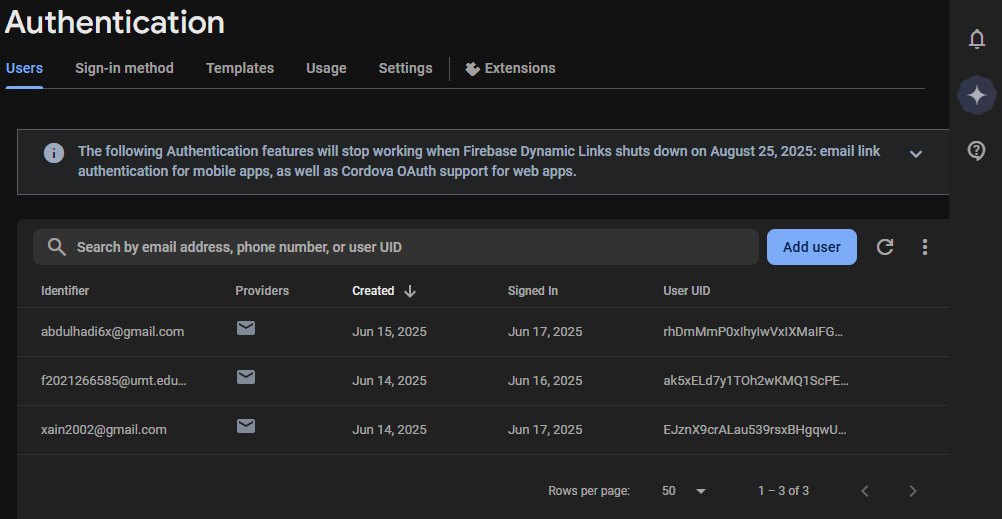 Authentication
Users Sign-in method Templates Usage Settings Extensions
The following Authentication features will stop working when Firebase Dynamic Links shuts down on August 25, 2025: email link
authentication for mobile apps, as well as Cordova OAuth support for web apps.
Search by email address, phone number, or user UID Add user
Identifier Providers Created Signed In User UID
abdulhadi6x@gmail.com Jun 15, 2025 Jun 17, 2025 rhDmMmP0xIhyIwVxIXMaIFG...
f2021266585@umt.edu... Jun 14, 2025 Jun 16, 2025 ak5xELd7y1TOh2wKMQ1ScPE...
xain2002@gmail.com Jun 14, 2025 Jun 17, 2025 EJznX9crALau539rsxBHgqwU...
Rows per page: 50 1 – 3 of 3